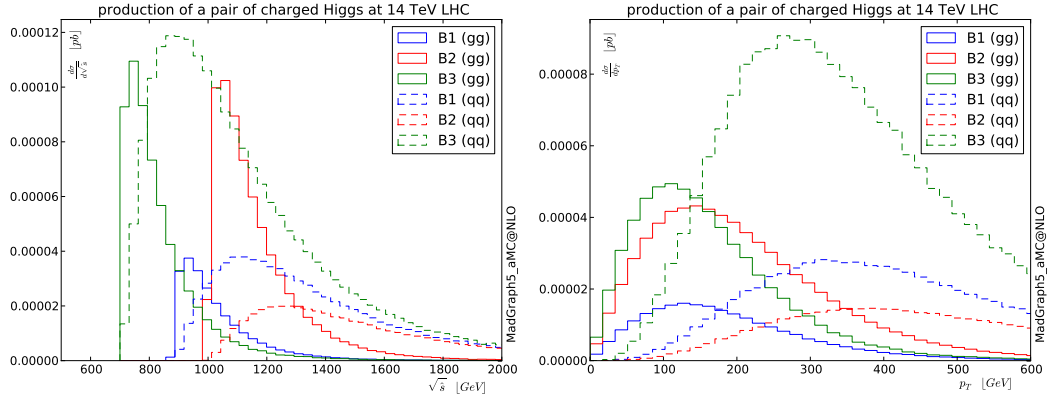 production of a pair of charged Higgs at 14 TeV LHC
0.00012
0.00010
0.00008
0.00006
0.00004
0.00002
0.00000
dσ/d√ŝ [pb]
B1 (gg)
B2 (gg)
B3 (gg)
B1 (qq)
B2 (qq)
B3 (qq)
600 800 1000 1200 1400 1600 1800 2000
√ŝ [GeV]
MadGraph5_aMC@NLO
production of a pair of charged Higgs at 14 TeV LHC
0.00008
0.00006
0.00004
0.00002
0.00000
dσ/dp_T [pb]
B1 (gg)
B2 (gg)
B3 (gg)
B1 (qq)
B2 (qq)
B3 (qq)
0 100 200 300 400 500 600
p_T [GeV]
MadGraph5_aMC@NLO